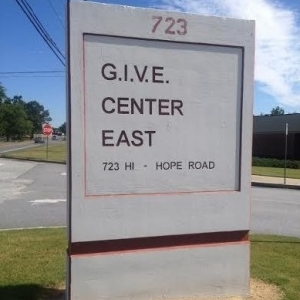 723
G.I.V.E.
CENTER
EAST
723 HI - HOPE ROAD